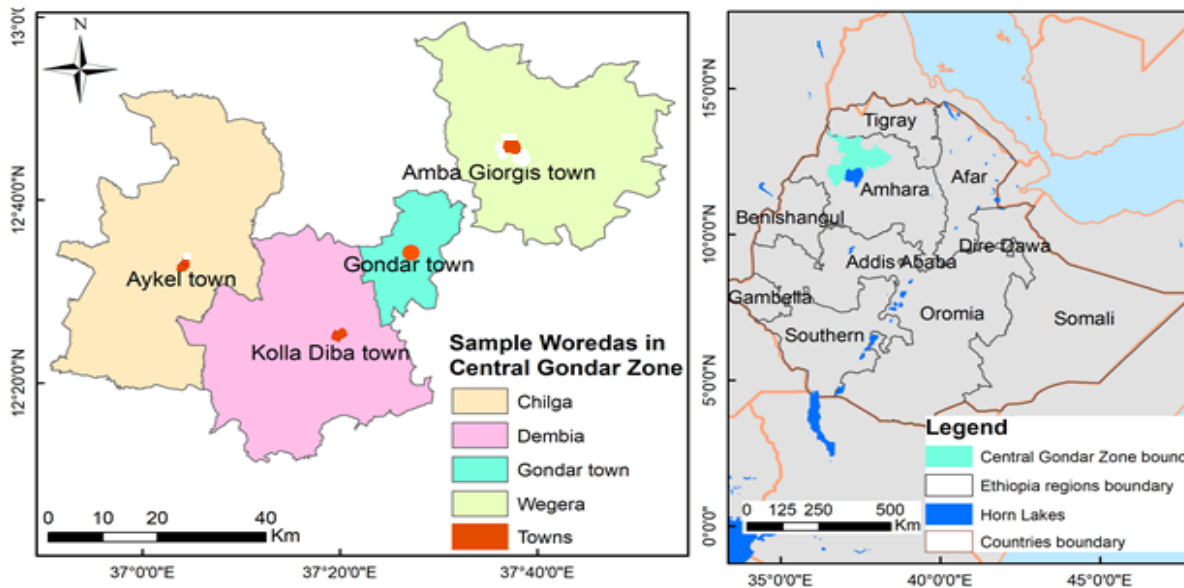 N
13°0'0"N
12°40'0"N
12°20'0"N
Amba Giorgis town
Gondar town
Aykel town
Kolla Diba town
Sample Woredas in
Central Gondar Zone
Chilga
Dembia
Gondar town
Wegera
Towns
0 10 20 40
Km
37°0'0"E 37°20'0"E 37°40'0"E
15°0'0"N
10°0'0"N
5°0'0"N
0°0'0"
Tigray
Afar
Amhara
Benishangul
Dire Dawa
Addis Ababa
Gambella
Oromia
Somali
Southern
Legend
Central Gondar Zone bound
Ethiopia regions boundary
Horn Lakes
Countries boundary
0 125 250 500
Km
35°0'0"E 40°0'0"E 45°0'0"E